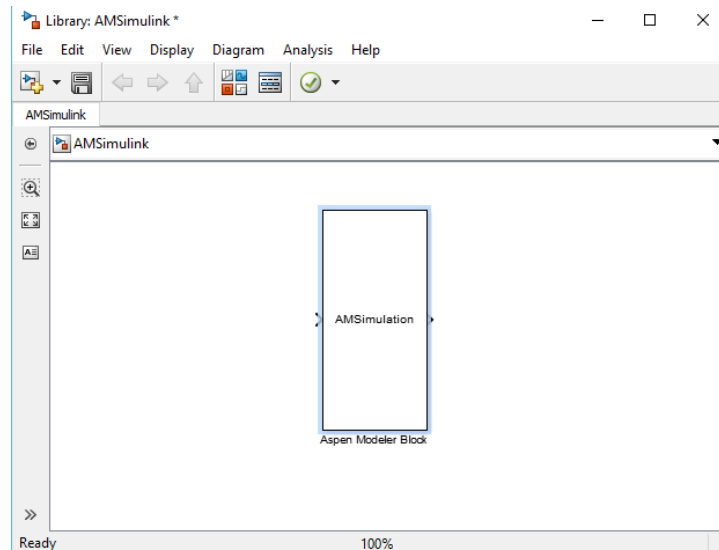 Library: AMSimulink *
File Edit View Display Diagram Analysis Help
AMSimulink
AMSimulink
AMSimulation
Aspen Modeler Block
Ready 100%